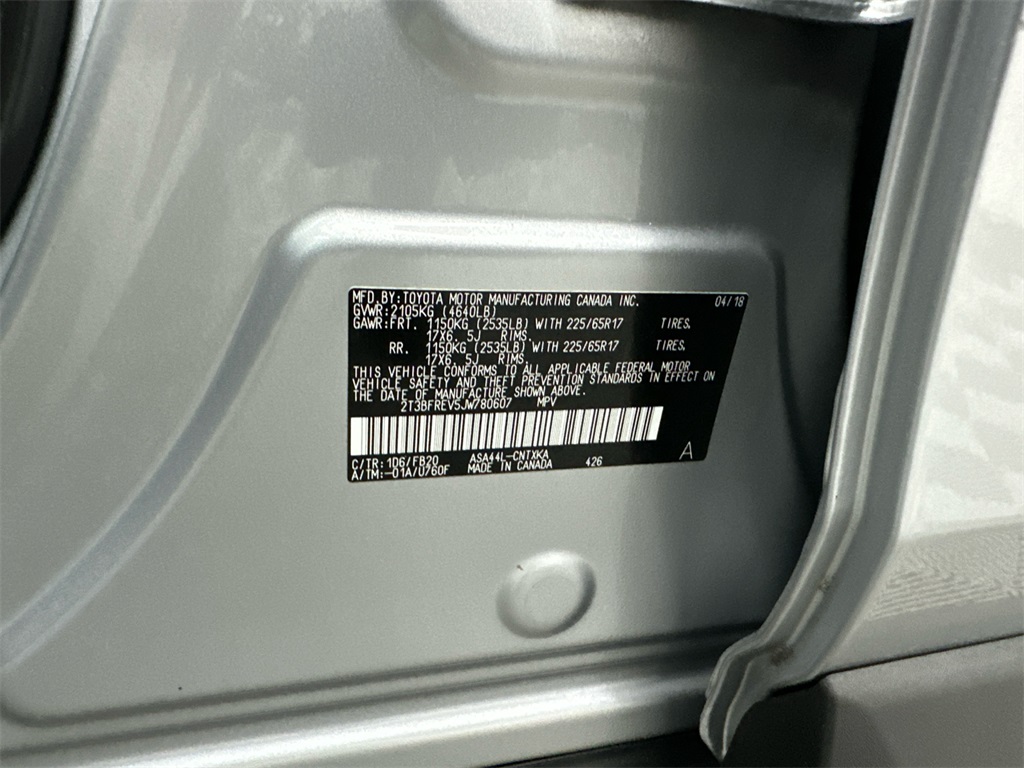 MFD. BY: TOYOTA MOTOR MANUFACTURING CANADA INC. 04/18
GVWR: 2105KG (4640LB)
GAWR: FRT. 1150KG (2535LB) WITH 225/65R17 TIRES.
17X6. 5J RIMS.
RR. 1150KG (2535LB) WITH 225/65R17 TIRES.
17X6. 5J RIMS.
THIS VEHICLE CONFORMS TO ALL APPLICABLE FEDERAL MOTOR
VEHICLE SAFETY AND THEFT PREVENTION STANDARDS IN EFFECT ON
THE DATE OF MANUFACTURE SHOWN ABOVE.
2T3BFREV5JW780607 MPV
C/TR: 1D6/FB20 ASA44L-CNTXKA 426 A
A/TM: -01A/U760F MADE IN CANADA